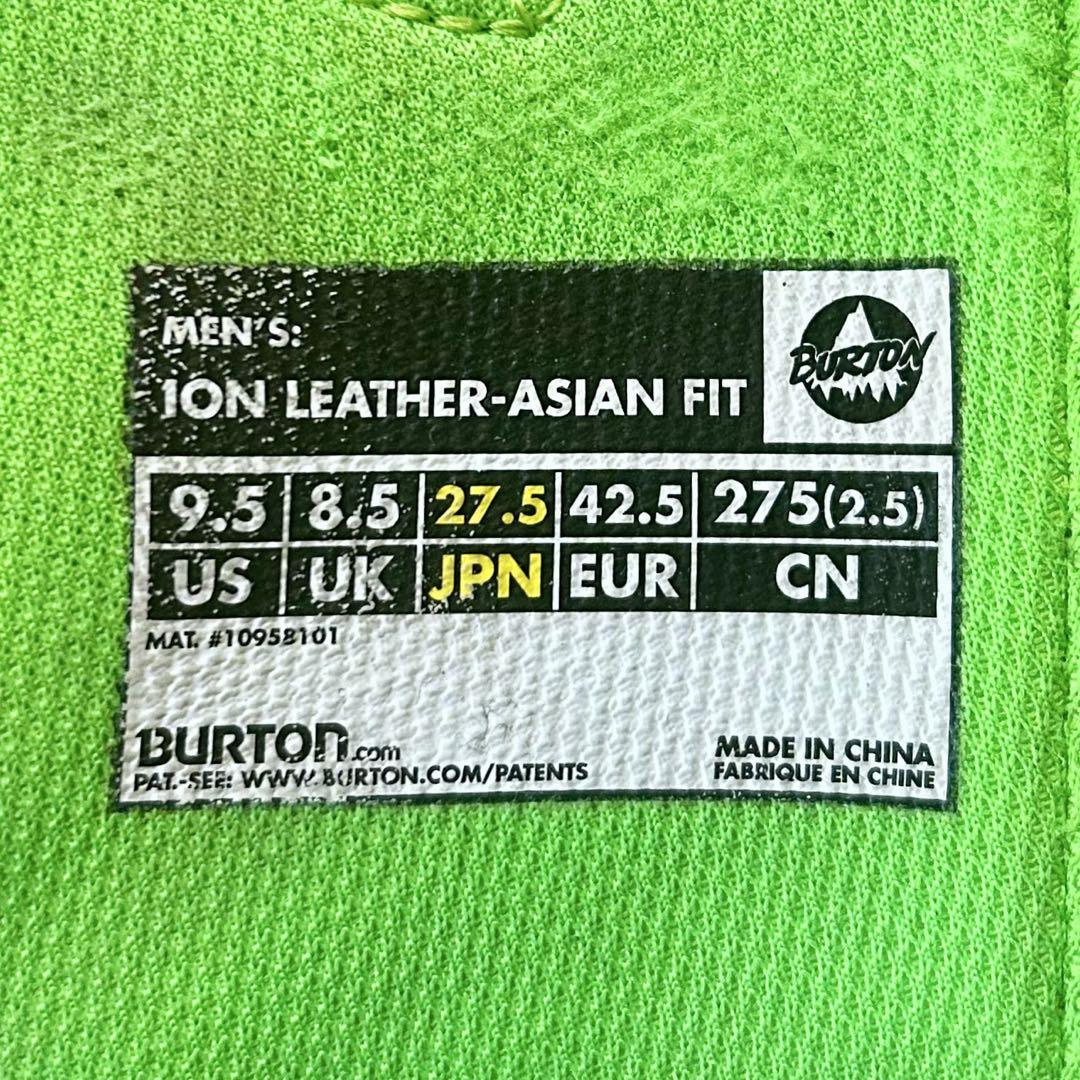 MEN'S:
ION LEATHER-ASIAN FIT
BURTON
9.5 8.5 27.5 42.5 275(2.5)
US UK JPN EUR CN
MAT. #10958101
BURTON.com
PAT.-SEE: WWW.BURTON.COM/PATENTS
MADE IN CHINA
FABRIQUE EN CHINE